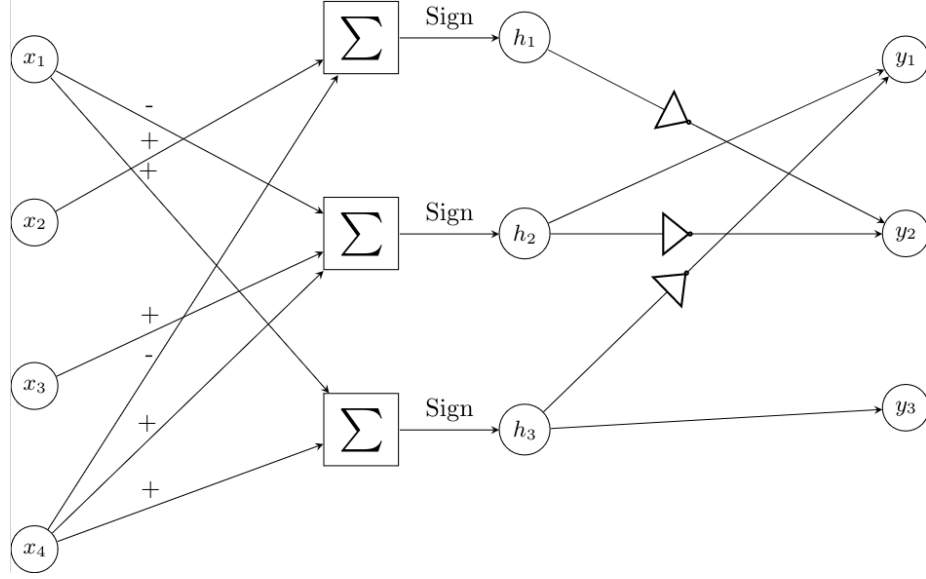 x₁
x₂
x₃
x₄
-
+
+
+
-
+
+
∑
∑
∑
Sign
Sign
Sign
h₁
h₂
h₃
y₁
y₂
y₃